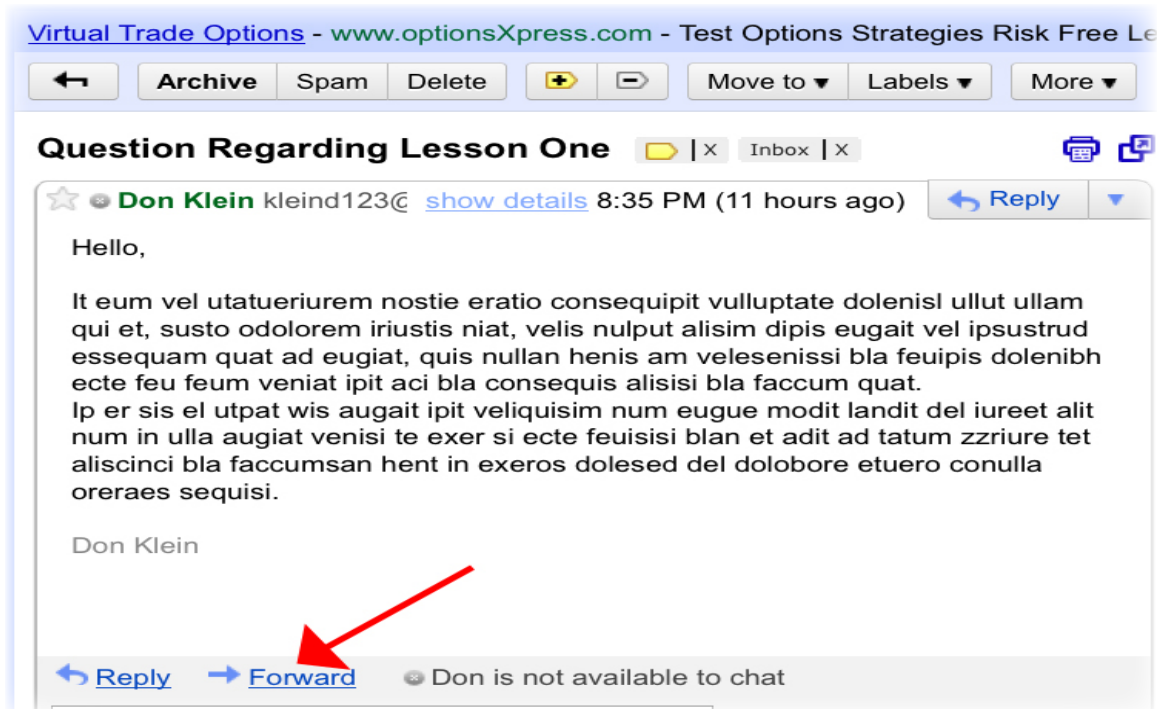 Virtual Trade Options - www.optionsXpress.com - Test Options Strategies Risk Free
Archive Spam Delete Move to Labels More
Question Regarding Lesson One | X Inbox | X
Don Klein kleind123@ show details 8:35 PM (11 hours ago) Reply
Hello,
It eum vel utatueriurem nostie eratio consequipit vulluptate dolenisl ullut ullam
qui et, susto odolorem iriustis niat, velis nulput alisim dipis eugait vel ipsustrud
essequam quat ad eugiat, quis nullan henis am velesenissi bla feuipis dolenibh
ecte feu feum veniat ipit aci bla consequis alisisi bla faccum quat.
Ip er sis el utpat wis augait ipit veliquisim num eugue modit landit del iureet alit
num in ulla augiat venisi te exer si ecte feuisisi blan et adit ad tatum zzriure tet
aliscinci bla faccumsan hent in exeros dolesed del dolobore etuero conulla
oreraes sequisi.
Don Klein
Reply Forward Don is not available to chat